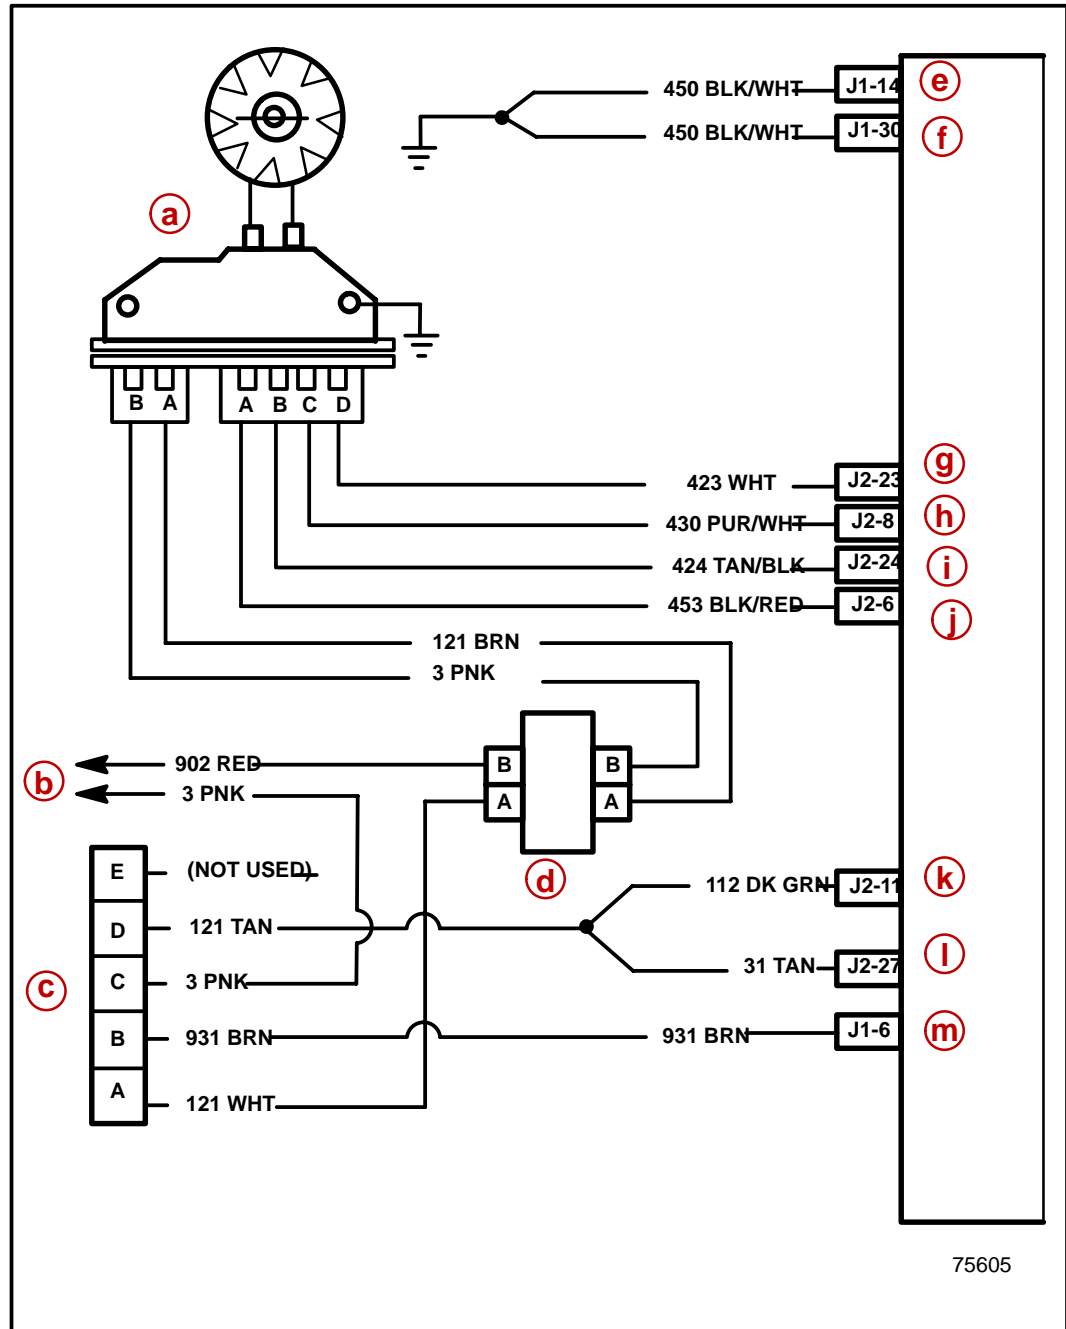 450 BLK/WHT J1-14 e
450 BLK/WHT J1-30 f
a
B A A B C D
423 WHT J2-23 g
430 PUR/WHT J2-8 h
424 TAN/BLK J2-24 i
453 BLK/RED J2-6 j
121 BRN
3 PNK
b 902 RED B B
3 PNK A A
d
E (NOT USED)
112 DK GRN J2-11 k
D 121 TAN
c C 3 PNK 31 TAN J2-27 l
B 931 BRN 931 BRN J1-6 m
A 121 WHT
75605